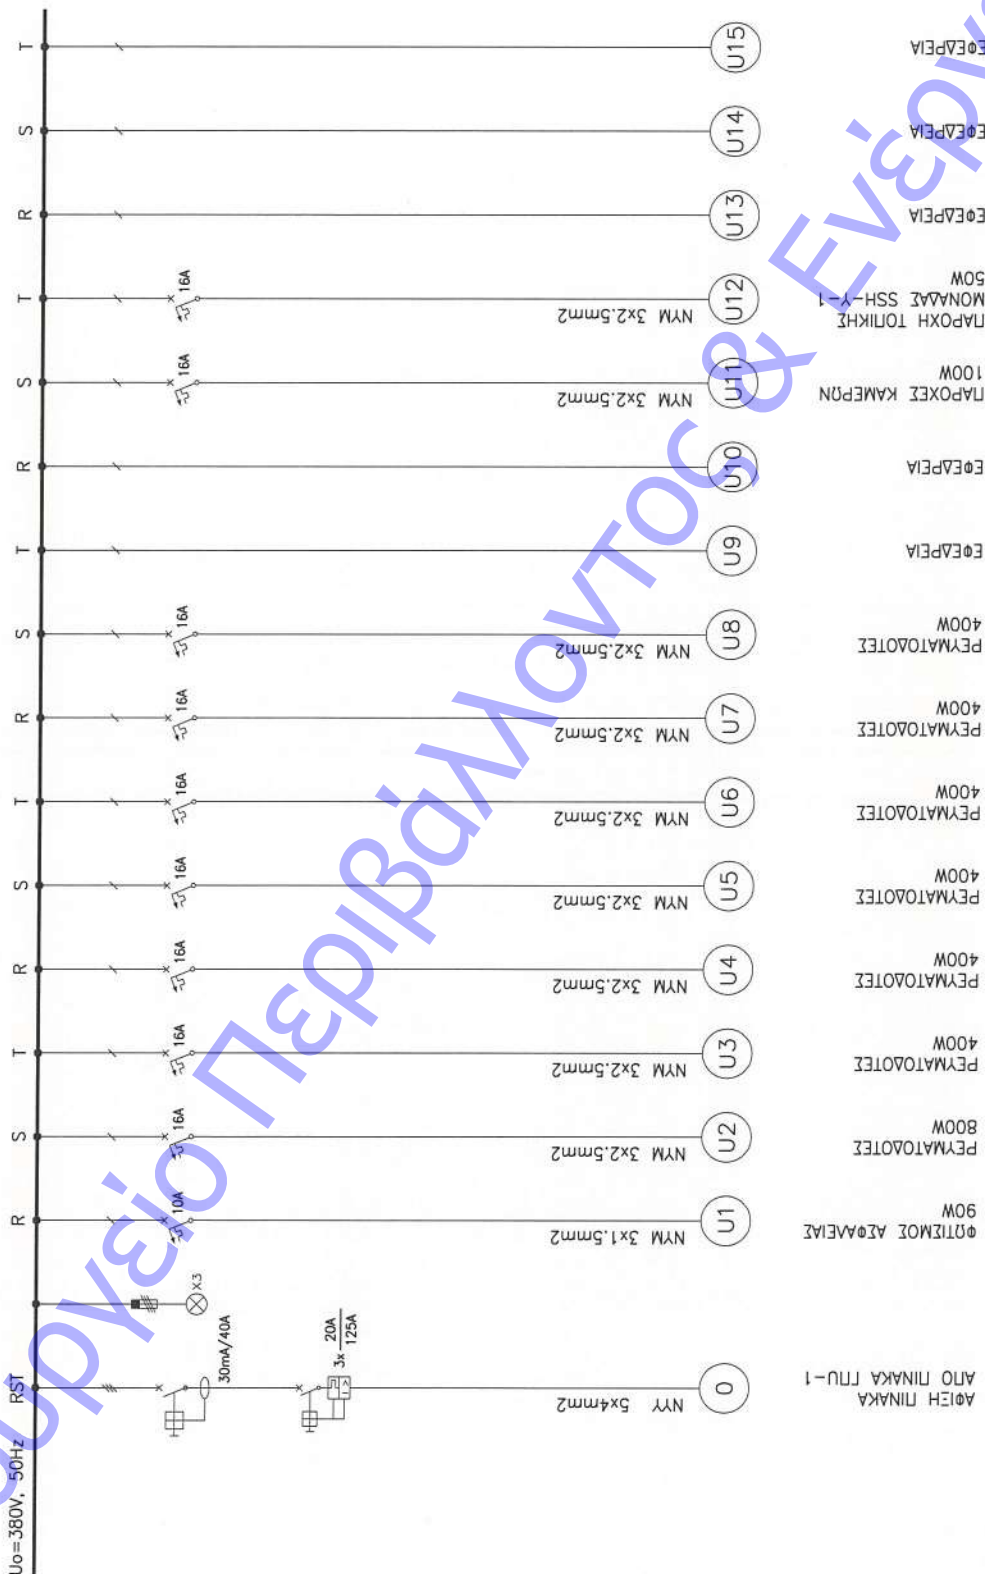 Uo=380V, 50Hz
RST
30mA/40A
3x 20A
125A
NYY 5x4mm2
0
ΑΦΙΞΗ ΠΙΝΑΚΑ
ΑΠΟ ΠΙΝΑΚΑ ΓΠU-1
X3
R
10A
NYM 3x1.5mm2
U1
ΦΩΤΙΣΜΟΣ ΑΣΦΑΛΕΙΑΣ
90W
S
16A
NYM 3x2.5mm2
U2
ΡΕΥΜΑΤΟΔΟΤΕΣ
800W
T
16A
NYM 3x2.5mm2
U3
ΡΕΥΜΑΤΟΔΟΤΕΣ
400W
R
16A
NYM 3x2.5mm2
U4
ΡΕΥΜΑΤΟΔΟΤΕΣ
400W
S
16A
NYM 3x2.5mm2
U5
ΡΕΥΜΑΤΟΔΟΤΕΣ
400W
T
16A
NYM 3x2.5mm2
U6
ΡΕΥΜΑΤΟΔΟΤΕΣ
400W
R
16A
NYM 3x2.5mm2
U7
ΡΕΥΜΑΤΟΔΟΤΕΣ
400W
S
16A
NYM 3x2.5mm2
U8
ΡΕΥΜΑΤΟΔΟΤΕΣ
400W
T
U9
ΕΦΕΔΡΕΙΑ
R
U10
ΕΦΕΔΡΕΙΑ
S
16A
NYM 3x2.5mm2
U11
ΠΑΡΟΧΕΣ ΚΑΜΕΡΩΝ
100W
T
16A
NYM 3x2.5mm2
U12
ΠΑΡΟΧΗ ΤΟΠΙΚΗΣ
ΜΟΝΑΔΑΣ SSH-Y-1
50W
R
U13
ΕΦΕΔΡΕΙΑ
S
U14
ΕΦΕΔΡΕΙΑ
T
U15
ΕΦΕΔΡΕΙΑ
Περιβάλλοντος &